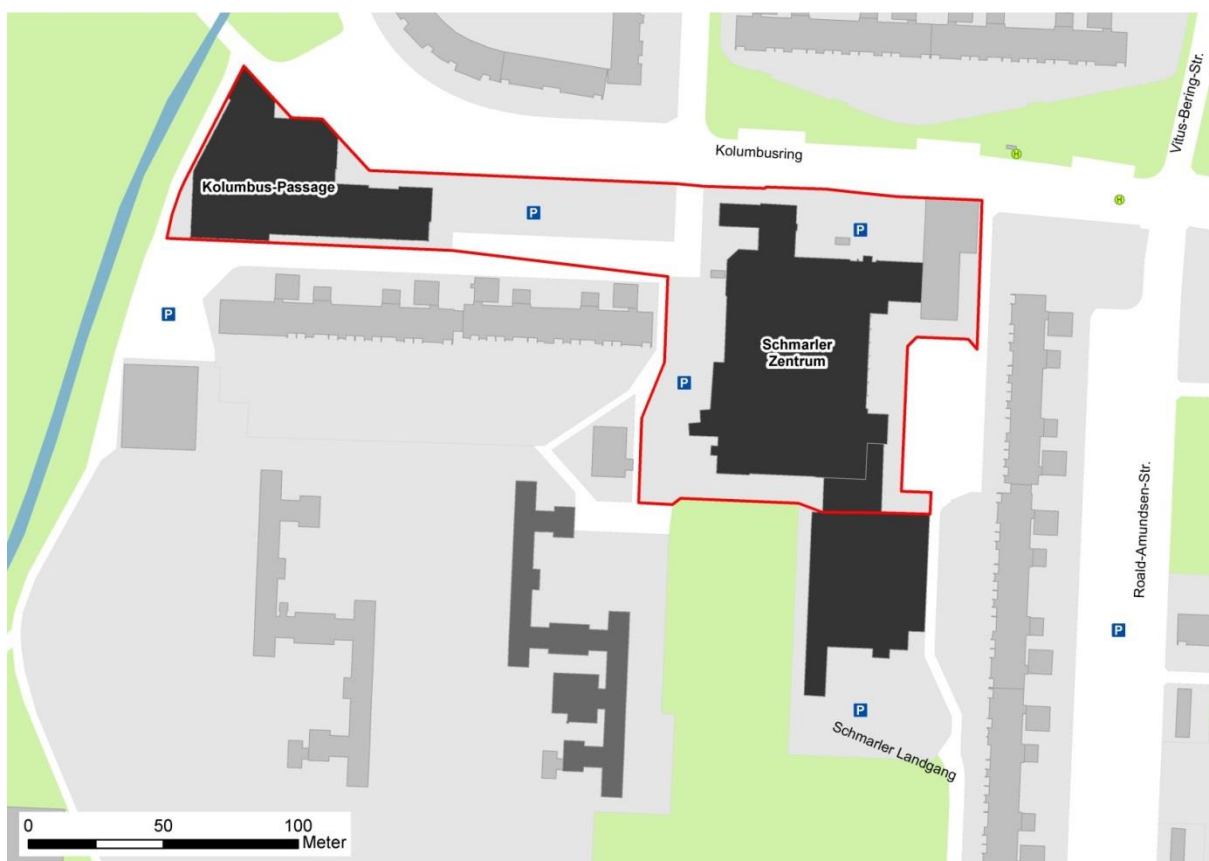 Vitus-Bering-Str.
Kolumbusring
H
H
Kolumbus-Passage
P
P
P
Schmarler
Zentrum
P
Roald-Amundsen-Str.
P
P
Schmarler Landgang
0 50 100
Meter